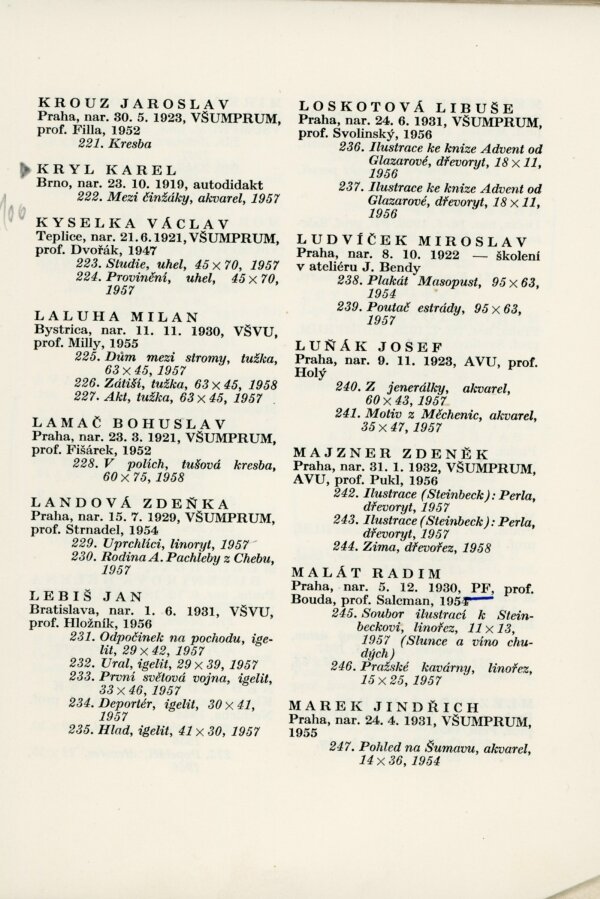 KROUZ JAROSLAV
Praha, nar. 30. 5. 1923, VŠUMPRUM,
prof. Filla, 1952
221. Kresba
KRYL KAREL
Brno, nar. 23. 10. 1919, autodidakt
222. Mezi činžáky, akvarel, 1957
106
KYSELKA VÁCLAV
Teplice, nar. 21. 6. 1921, VŠUMPRUM,
prof. Dvořák, 1947
223. Studie, uhel, 45 × 70, 1957
224. Provinění, uhel, 45 × 70,
1957
LALUHA MILAN
Bystrica, nar. 11. 11. 1930, VŠVU,
prof. Milly, 1955
225. Dům mezi stromy, tužka,
63 × 45, 1957
226. Zátiší, tužka, 63 × 45, 1958
227. Akt, tužka, 63 × 45, 1957
LAMAČ BOHUSLAV
Praha, nar. 23. 3. 1921, VŠUMPRUM,
prof. Fišárek, 1952
228. V polích, tušová kresba,
60 × 75, 1958
LANDOVÁ ZDEŇKA
Praha, nar. 15. 7. 1929, VŠUMPRUM,
prof. Strnadel, 1954
229. Uprchlíci, linoryt, 1957
230. Rodina A. Pachleby z Chebu,
1957
LEBIŠ JAN
Bratislava, nar. 1. 6. 1931, VŠVU,
prof. Hložník, 1956
231. Odpočinek na pochodu, ige-
lit, 29 × 42, 1957
232. Ural, igelit, 29 × 39, 1957
233. První světová vojna, igelit,
33 × 46, 1957
234. Deportér, igelit, 30 × 41,
1957
235. Hlad, igelit, 41 × 30, 1957
LOSKOTOVÁ LIBUŠE
Praha, nar. 24. 6. 1931, VŠUMPRUM,
prof. Svolinský, 1956
236. Ilustrace ke knize Advent od
Glazarové, dřevoryt, 18 × 11,
1956
237. Ilustrace ke knize Advent od
Glazarové, dřevoryt, 18 × 11,
1956
LUDVÍČEK MIROSLAV
Praha, nar. 8. 10. 1922 — školení
v ateliéru J. Bendy
238. Plakát Masopust, 95 × 63,
1954
239. Poutač estrády, 95 × 63,
1957
LUŇÁK JOSEF
Praha, nar. 9. 11. 1923, AVU, prof.
Holý
240. Z jenerálky, akvarel,
60 × 43, 1957
241. Motiv z Měchenic, akvarel,
35 × 47, 1957
MAJZNER ZDENĚK
Praha, nar. 31. 1. 1932, VŠUMPRUM,
AVU, prof. Pukl, 1956
242. Ilustrace (Steinbeck): Perla,
dřevoryt, 1957
243. Ilustrace (Steinbeck): Perla,
dřevoryt, 1957
244. Zima, dřevořez, 1958
MALÁT RADIM
Praha, nar. 5. 12. 1930, PF, prof.
Bouda, prof. Salcman, 1954
245. Soubor ilustrací k Stein-
beckovi, linořez, 11 × 13,
1957 (Slunce a víno chu-
dých)
246. Pražské kavárny, linořez,
15 × 25, 1957
MAREK JINDŘICH
Praha, nar. 24. 4. 1931, VŠUMPRUM,
1955
247. Pohled na Šumavu, akvarel,
14 × 36, 1954